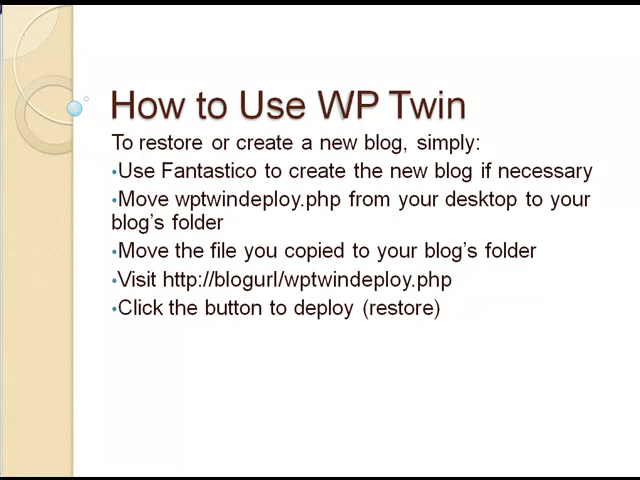 How to Use WP Twin
To restore or create a new blog, simply:
•Use Fantastico to create the new blog if necessary
•Move wptwindeploy.php from your desktop to your
blog’s folder
•Move the file you copied to your blog’s folder
•Visit http://blogurl/wptwindeploy.php
•Click the button to deploy (restore)